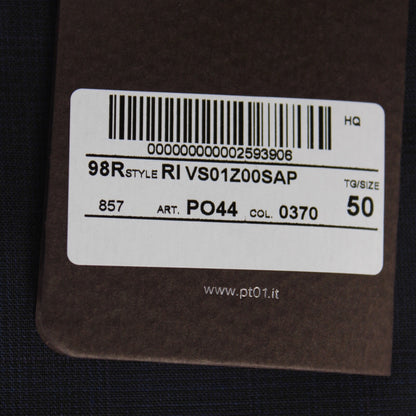 HQ
000000000002593906
98R STYLE RI VS01Z00SAP TG/SIZE
857 ART. PO44 COL. 0370 50
www.pt01.it